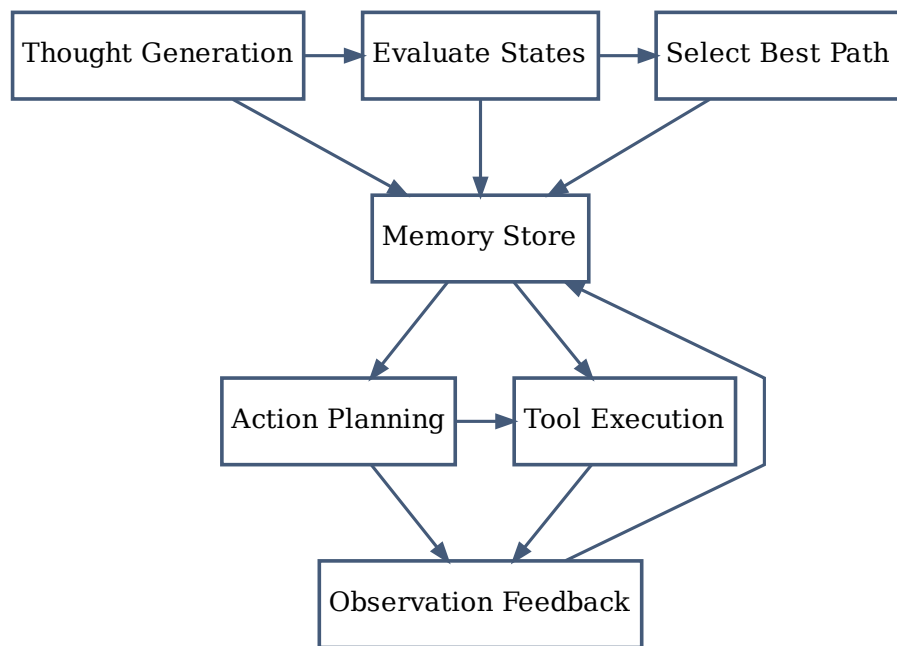 Thought Generation
Evaluate States
Select Best Path
Memory Store
Action Planning
Tool Execution
Observation Feedback